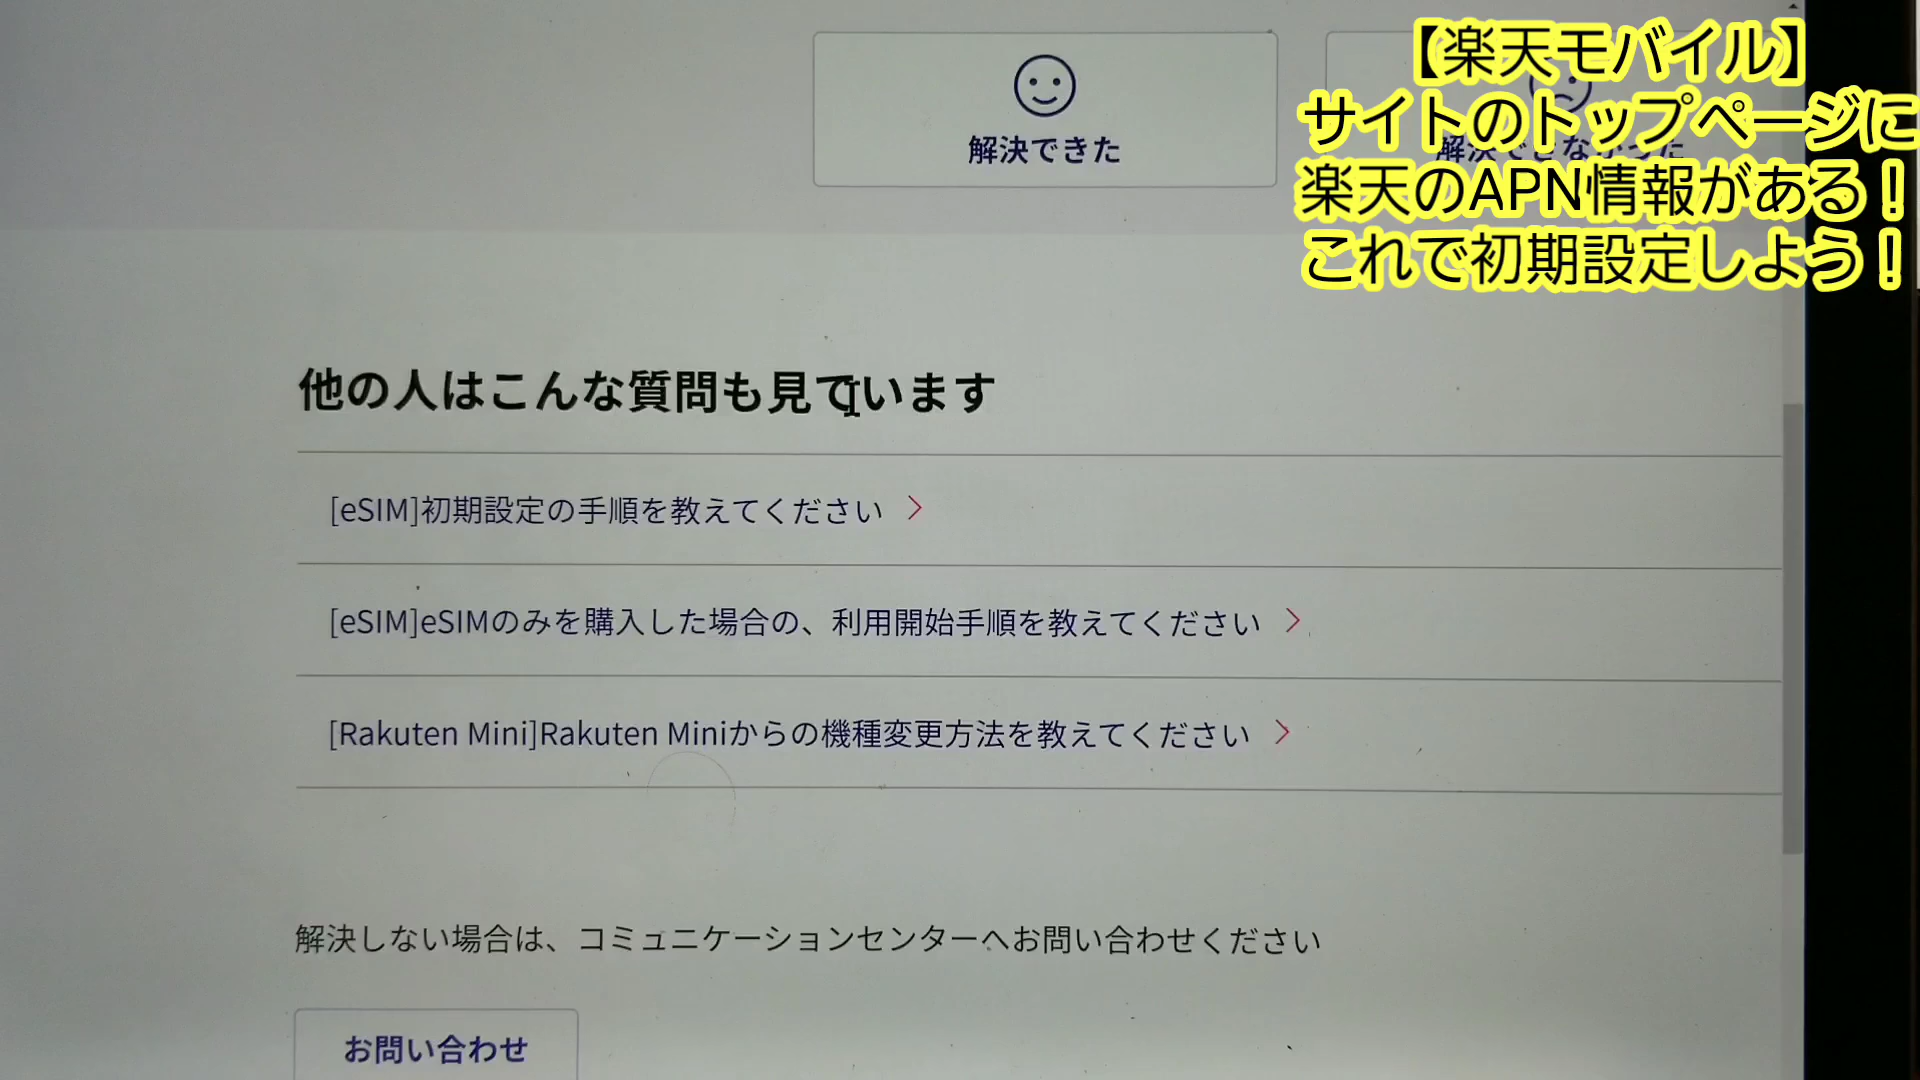 【楽天モバイル】
サイトのトップページに
楽天のAPN情報がある！
これで初期設定しよう！
解決できた
解決できなかった
他の人はこんな質問も見ています
[eSIM]初期設定の手順を教えてください
[eSIM]eSIMのみを購入した場合の、利用開始手順を教えてください
[Rakuten Mini]Rakuten Miniからの機種変更方法を教えてください
解決しない場合は、コミュニケーションセンターへお問い合わせください
お問い合わせ